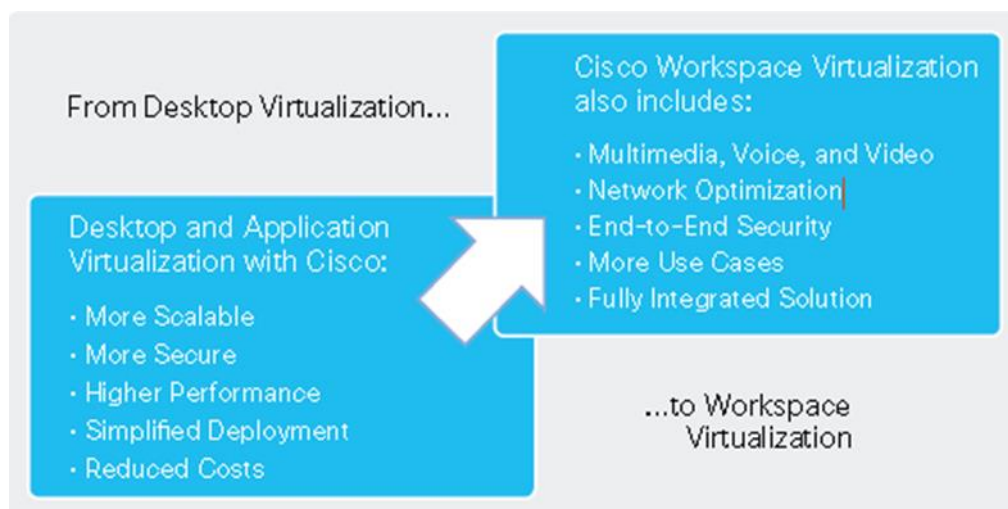 From Desktop Virtualization...
Desktop and Application
Virtualization with Cisco:
· More Scalable
· More Secure
· Higher Performance
· Simplified Deployment
· Reduced Costs
Cisco Workspace Virtualization
also includes:
· Multimedia, Voice, and Video
· Network Optimization
· End-to-End Security
· More Use Cases
· Fully Integrated Solution
...to Workspace
Virtualization